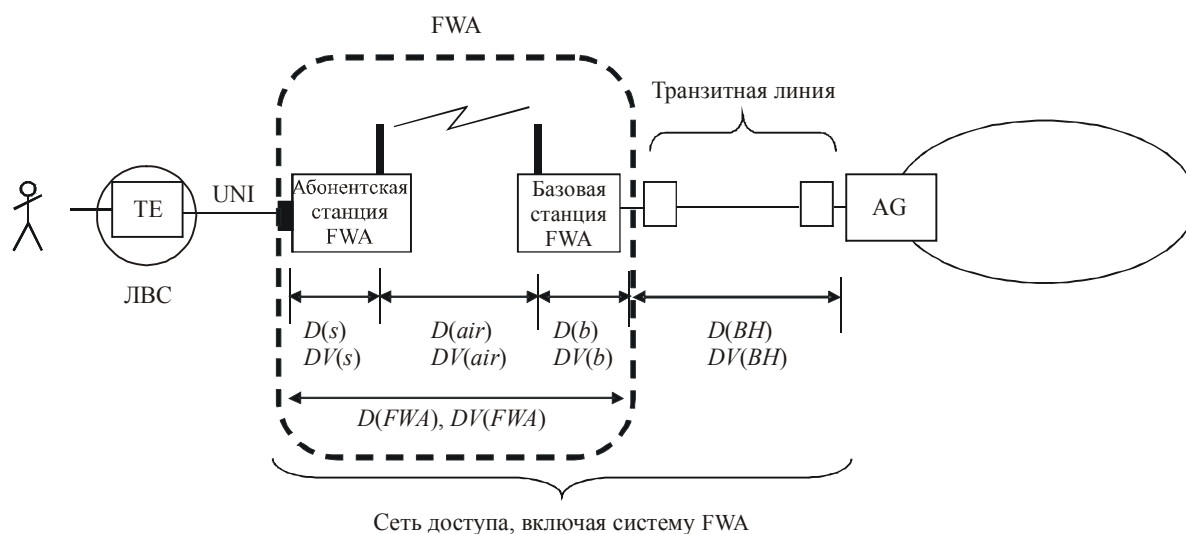 FWA
Транзитная линия
TE
UNI
ЛВС
Абонентская
станция
FWA
Базовая
станция
FWA
AG
D(s)
DV(s)
D(air)
DV(air)
D(b)
DV(b)
D(BH)
DV(BH)
D(FWA), DV(FWA)
Сеть доступа, включая систему FWA